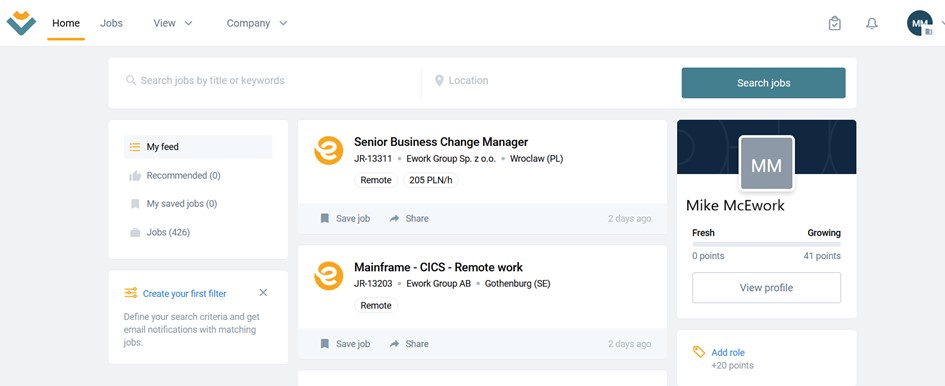 Home
Jobs
View
Company
MM
Search jobs by title or keywords
Location
Search jobs
My feed
Recommended (0)
My saved jobs (0)
Jobs (426)
Create your first filter
Define your search criteria and get
email notifications with matching
jobs.
Senior Business Change Manager
JR-13311 • Ework Group Sp. z o.o. • Wroclaw (PL)
Remote
205 PLN/h
Save job
Share
2 days ago
Mainframe - CICS - Remote work
JR-13203 • Ework Group AB • Gothenburg (SE)
Remote
Save job
Share
2 days ago
MM
Mike McEwork
Fresh
Growing
0 points
41 points
View profile
Add role
+20 points